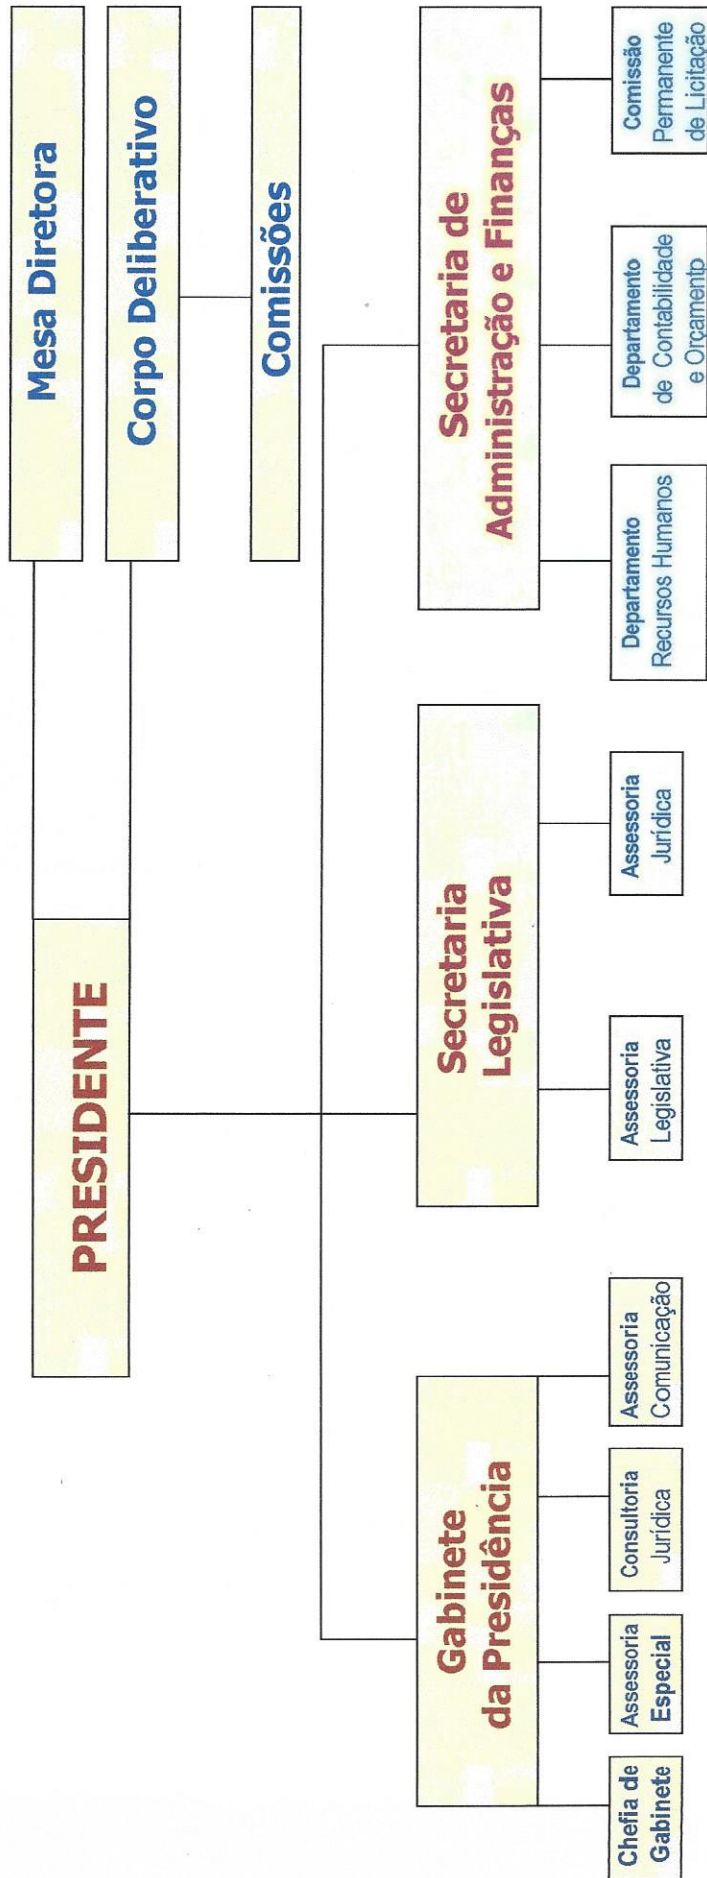 Mesa Diretora
PRESIDENTE
Corpo Deliberativo
Comissões
Gabinete
da Presidência
Secretaria
Legislativa
Secretaria de
Administração e Finanças
Chefia de
Gabinete
Assessoria
Especial
Consultoria
Jurídica
Assessoria
Comunicação
Assessoria
Legislativa
Assessoria
Jurídica
Departamento
Recursos Humanos
Departamento
de Contabilidade
e Orçamentp
Comissão
Permanente
de Licitação